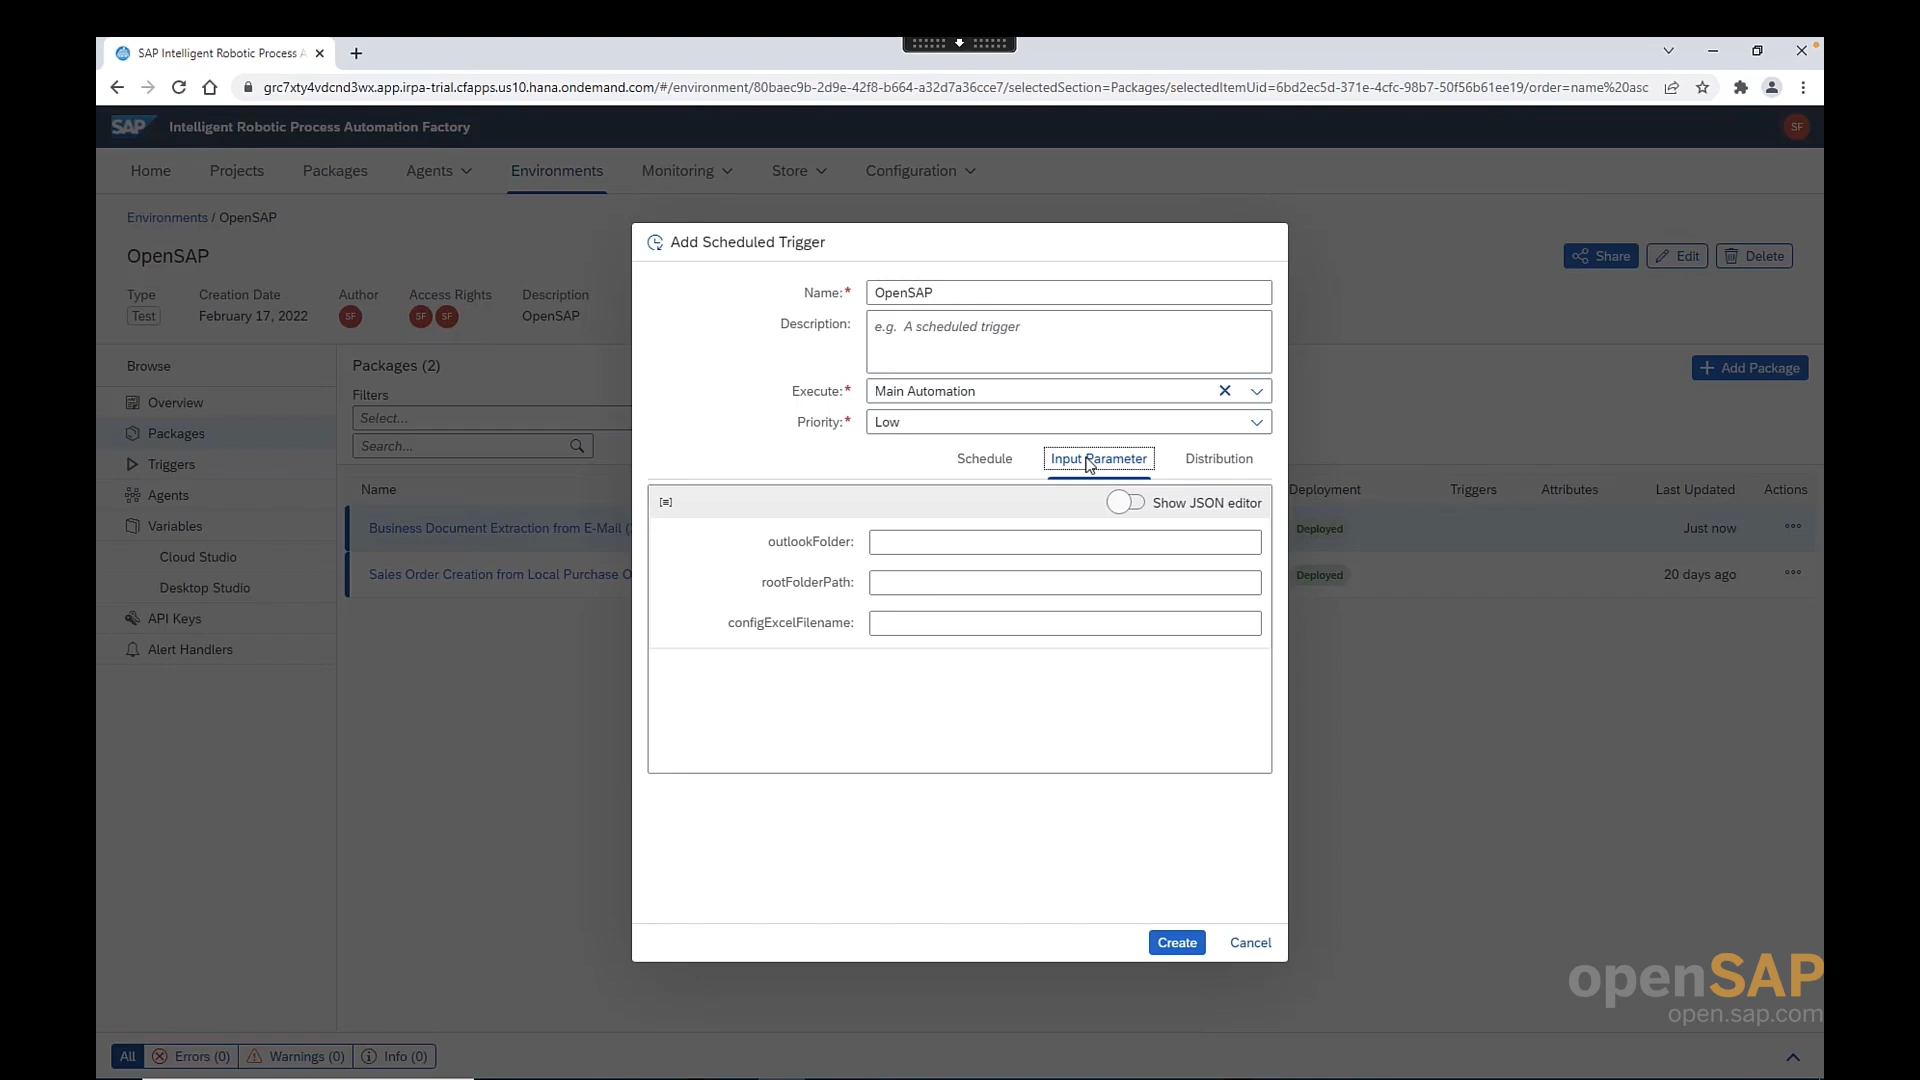 SAP Intelligent Robotic Process A
grc7xty4vdcnd3wx.app.irpa-trial.cfapps.us10.hana.ondemand.com/#/environment/80baec9b-2d9e-42f8-b664-a32d7a36cce7/selectedSection=Packages/selectedItemUid=6bd2ec5d-371e-4cfc-98b7-50f56b61ee19/order=name%20asc
SAP Intelligent Robotic Process Automation Factory SF
Home Projects Packages Agents Environments Monitoring Store Configuration
Environments / OpenSAP
OpenSAP
Share Edit Delete
Type Creation Date Author Access Rights Description
Test February 17, 2022 SF SF SF OpenSAP
Browse
Overview
Packages
Triggers
Agents
Variables
Cloud Studio
Desktop Studio
API Keys
Alert Handlers
Packages (2)
Add Package
Filters
Select...
Search...
Name Deployment Triggers Attributes Last Updated Actions
Business Document Extraction from E-Mail ( Deployed Just now
Sales Order Creation from Local Purchase O Deployed 20 days ago
Add Scheduled Trigger
Name:* OpenSAP
Description: e.g. A scheduled trigger
Execute:* Main Automation
Priority:* Low
Schedule Input Parameter Distribution
Show JSON editor
outlookFolder:
rootFolderPath:
configExcelFilename:
Create Cancel
All Errors (0) Warnings (0) Info (0)
openSAP
open.sap.com